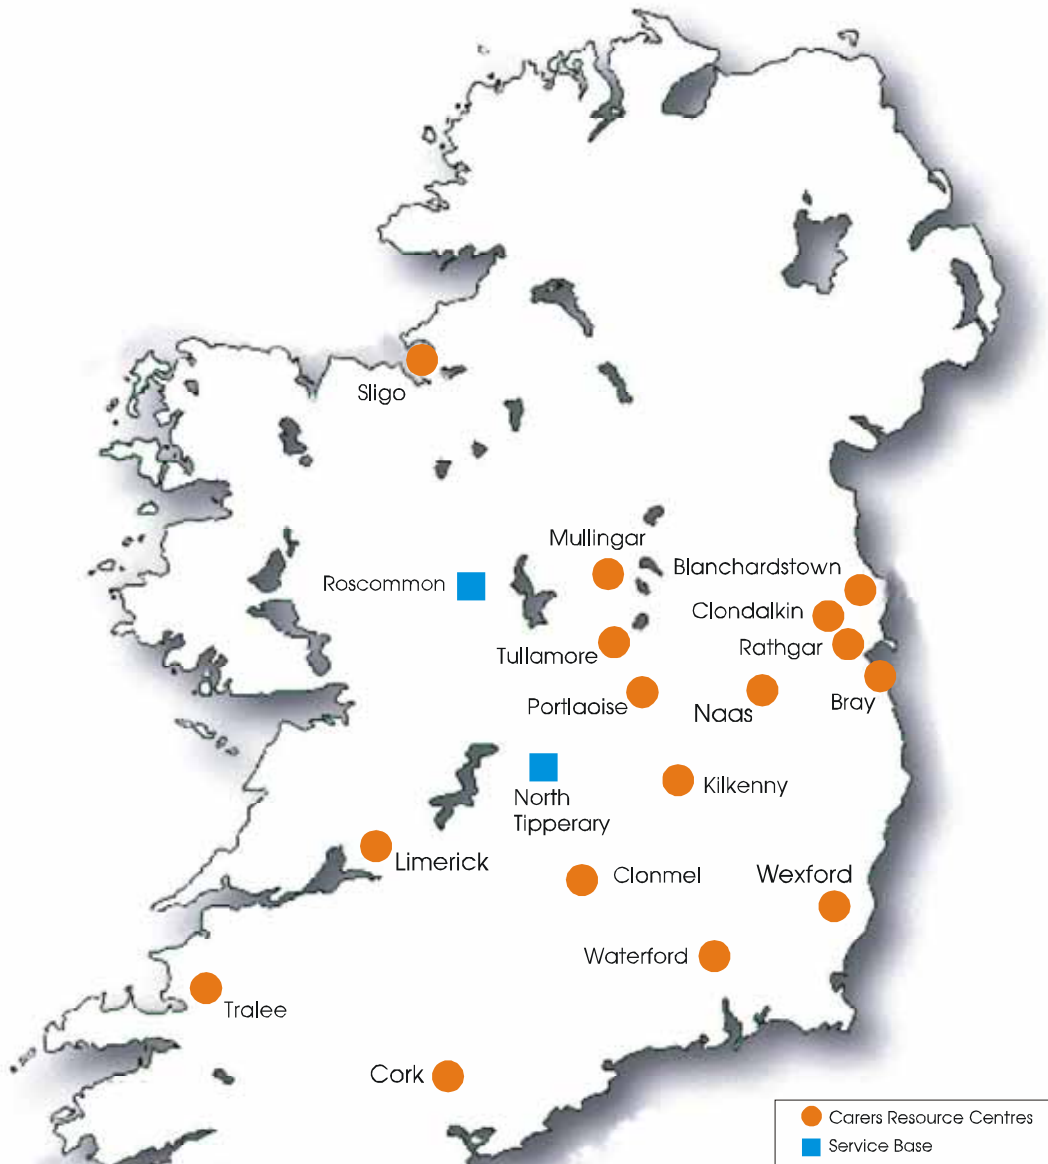 Sligo
Mullingar
Blanchardstown
Roscommon
Clondalkin
Rathgar
Tullamore
Bray
Portlaoise
Naas
Kilkenny
North
Tipperary
Limerick
Clonmel
Wexford
Waterford
Tralee
Cork
Carers Resource Centres
Service Base